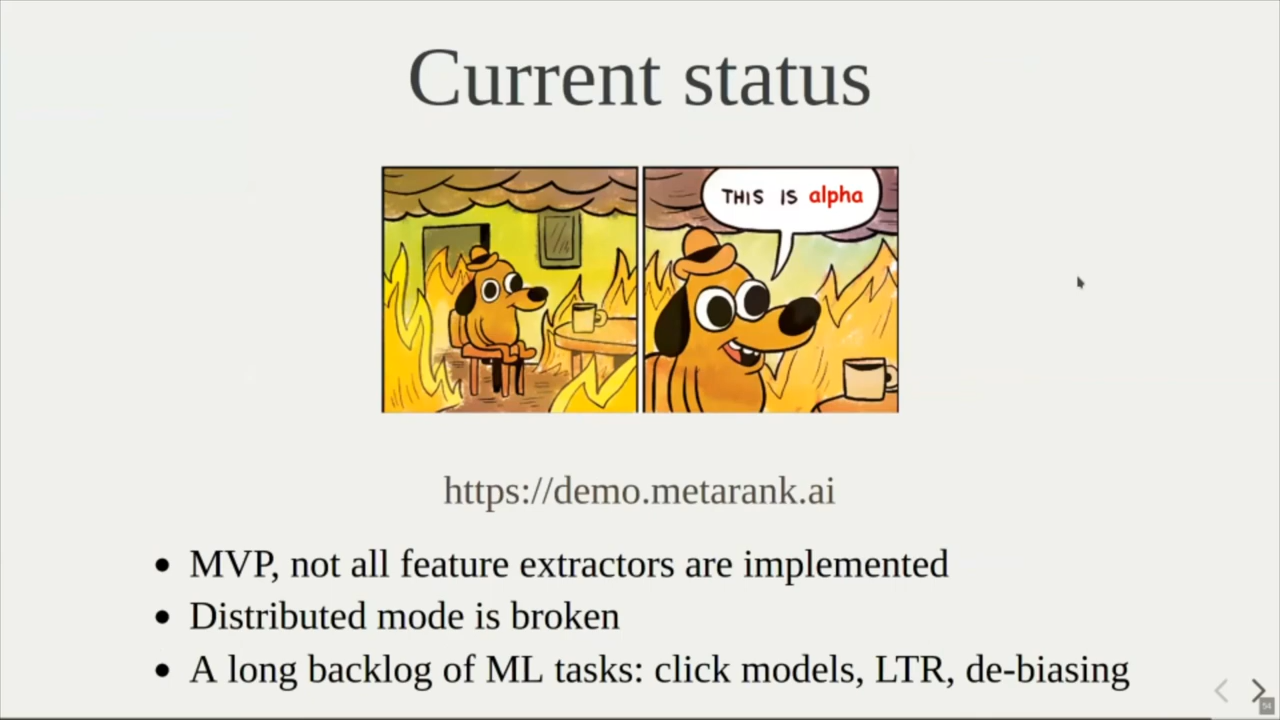 Current status
THIS IS alpha
https://demo.metarank.ai
• MVP, not all feature extractors are implemented
• Distributed mode is broken
• A long backlog of ML tasks: click models, LTR, de-biasing
54